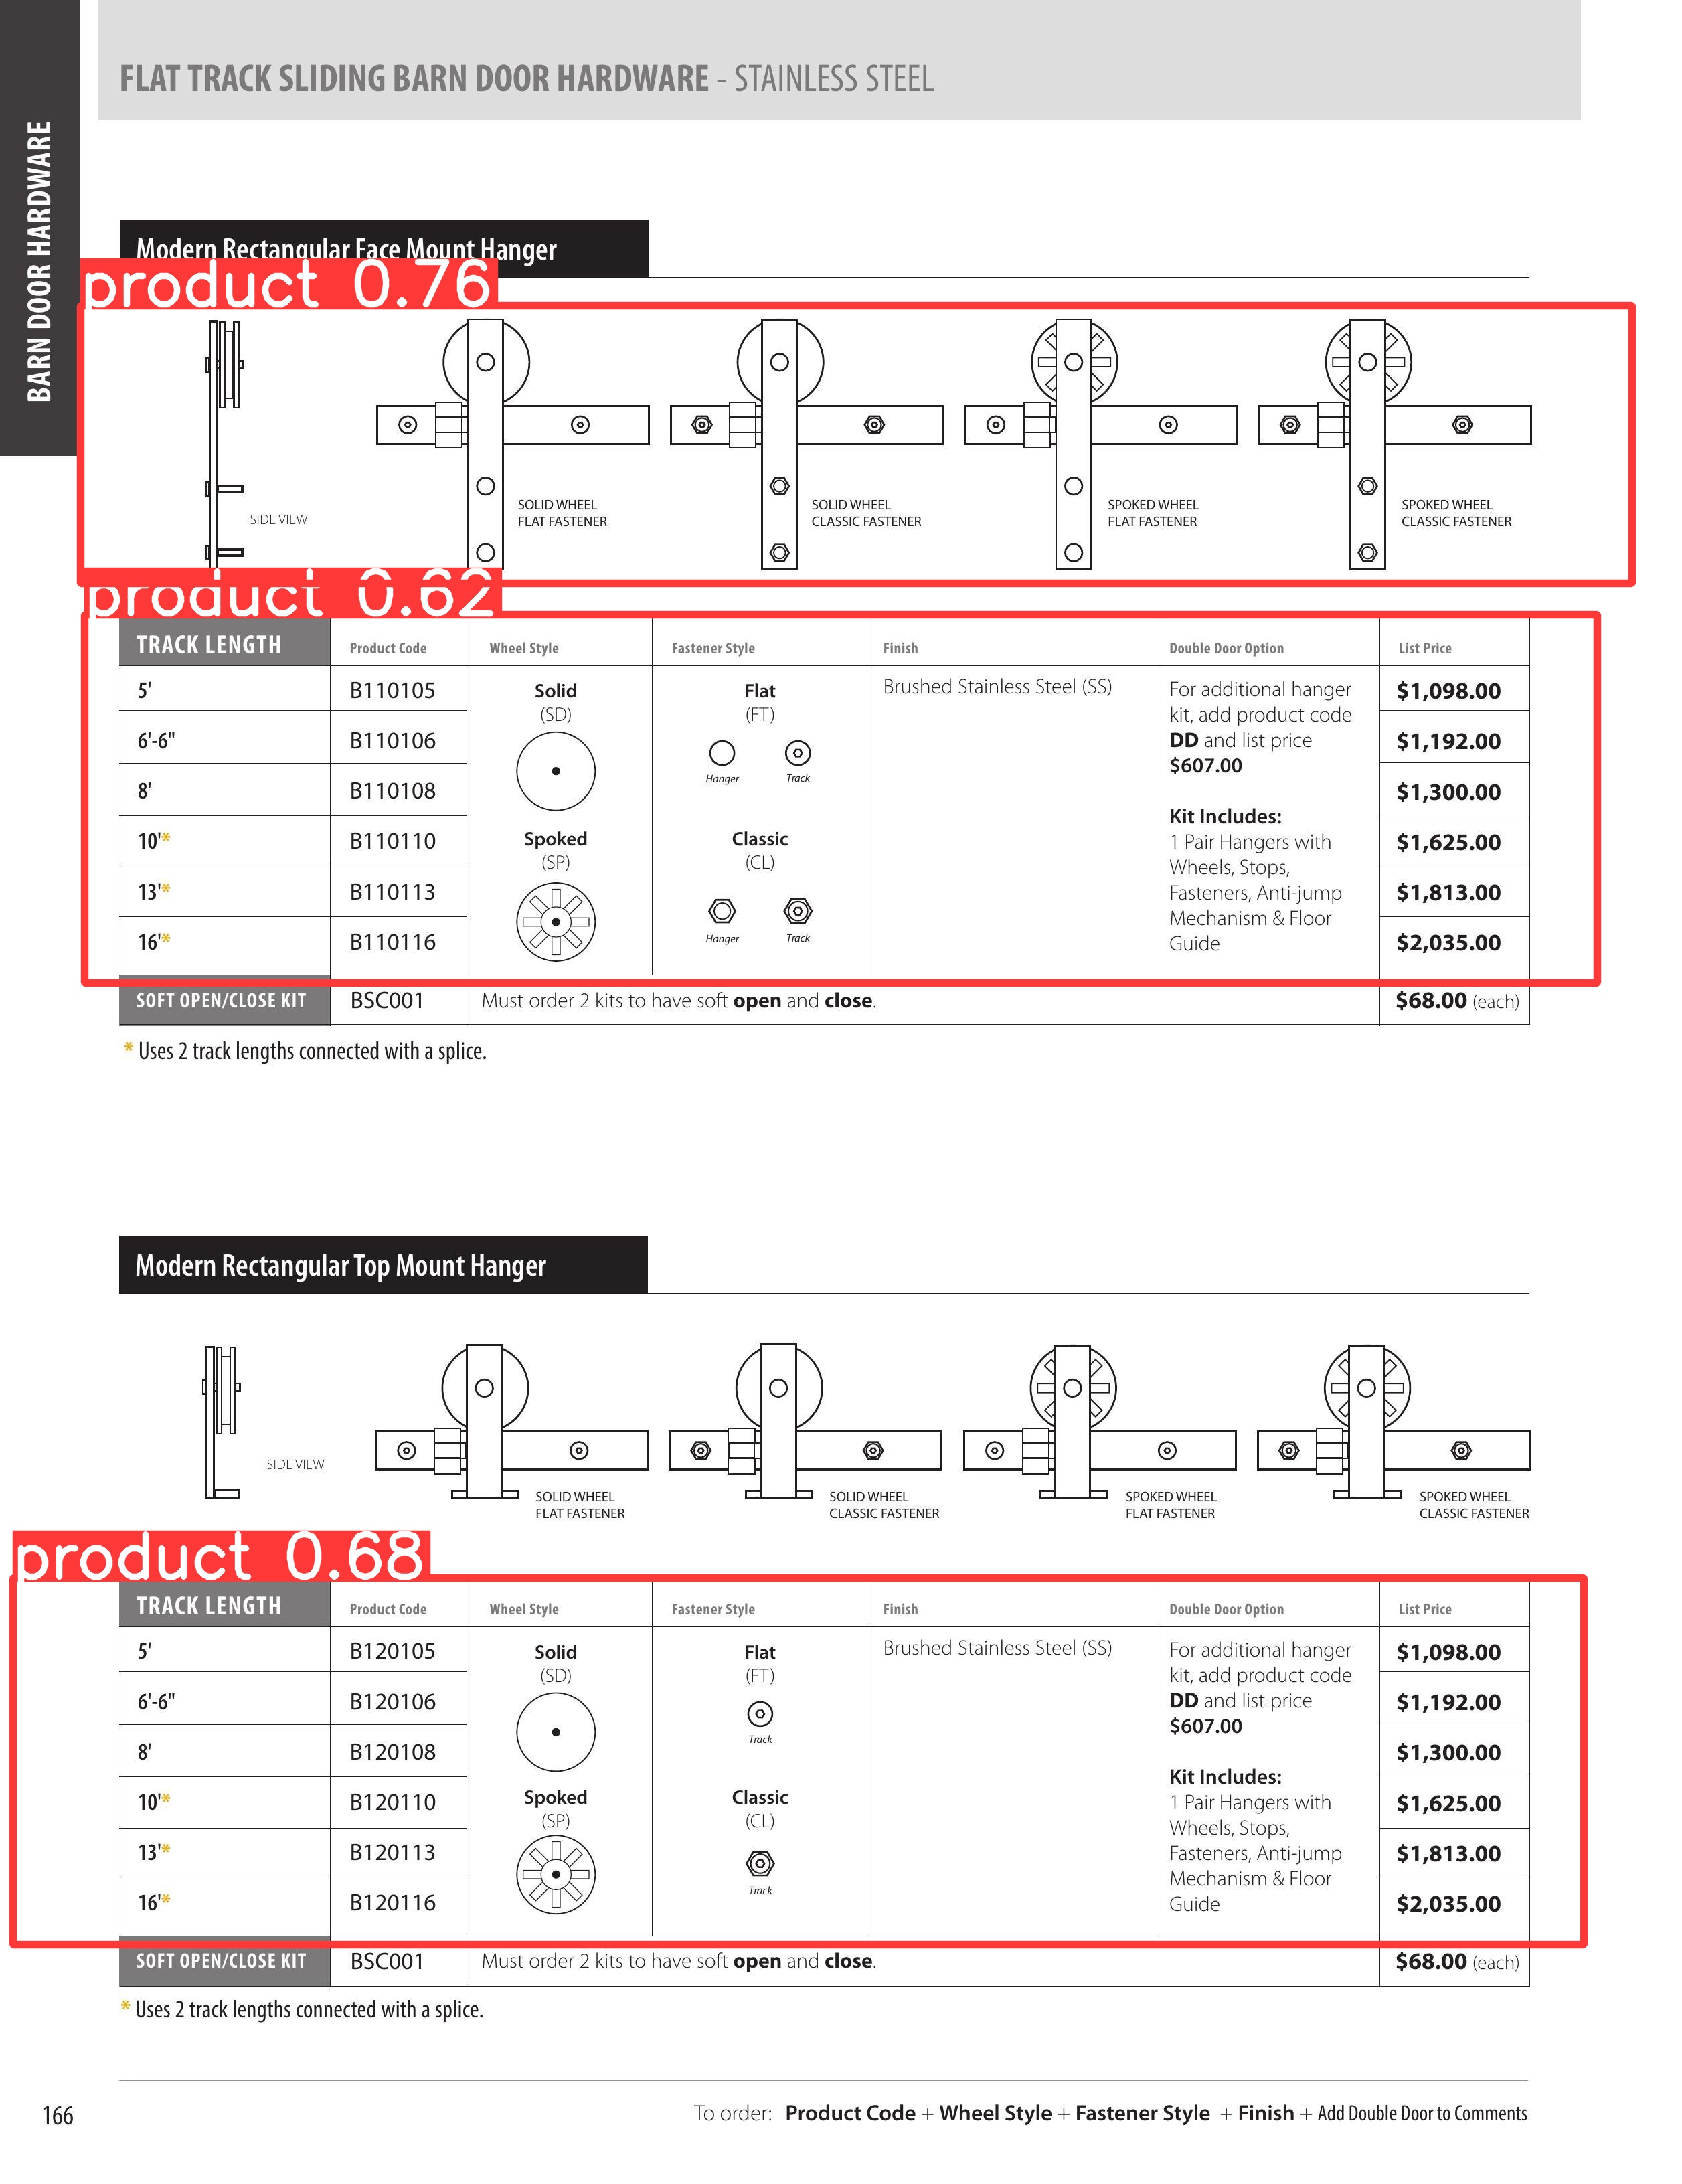 FLAT TRACK SLIDING BARN DOOR HARDWARE - STAINLESS STEEL
BARN DOOR HARDWARE
Modern Rectangular Face Mount Hanger
product 0.76
SIDE VIEW
SOLID WHEEL
FLAT FASTENER
SOLID WHEEL
CLASSIC FASTENER
SPOKED WHEEL
FLAT FASTENER
SPOKED WHEEL
CLASSIC FASTENER
product 0.62
TRACK LENGTH Product Code Wheel Style Fastener Style Finish Double Door Option List Price
5' B110105 $1,098.00
6'-6" B110106 $1,192.00
8' B110108 $1,300.00
10'* B110110 $1,625.00
13'* B110113 $1,813.00
16'* B110116 $2,035.00
Solid
(SD)
Spoked
(SP)
Flat
(FT)
Hanger Track
Classic
(CL)
Hanger Track
Brushed Stainless Steel (SS)
For additional hanger
kit, add product code
DD and list price
$607.00
Kit Includes:
1 Pair Hangers with
Wheels, Stops,
Fasteners, Anti-jump
Mechanism & Floor
Guide
SOFT OPEN/CLOSE KIT BSC001 Must order 2 kits to have soft open and close. $68.00 (each)
* Uses 2 track lengths connected with a splice.
Modern Rectangular Top Mount Hanger
SIDE VIEW
SOLID WHEEL
FLAT FASTENER
SOLID WHEEL
CLASSIC FASTENER
SPOKED WHEEL
FLAT FASTENER
SPOKED WHEEL
CLASSIC FASTENER
product 0.68
TRACK LENGTH Product Code Wheel Style Fastener Style Finish Double Door Option List Price
5' B120105 $1,098.00
6'-6" B120106 $1,192.00
8' B120108 $1,300.00
10'* B120110 $1,625.00
13'* B120113 $1,813.00
16'* B120116 $2,035.00
Solid
(SD)
Spoked
(SP)
Flat
(FT)
Track
Classic
(CL)
Track
Brushed Stainless Steel (SS)
For additional hanger
kit, add product code
DD and list price
$607.00
Kit Includes:
1 Pair Hangers with
Wheels, Stops,
Fasteners, Anti-jump
Mechanism & Floor
Guide
SOFT OPEN/CLOSE KIT BSC001 Must order 2 kits to have soft open and close. $68.00 (each)
* Uses 2 track lengths connected with a splice.
166
To order: Product Code + Wheel Style + Fastener Style + Finish + Add Double Door to Comments